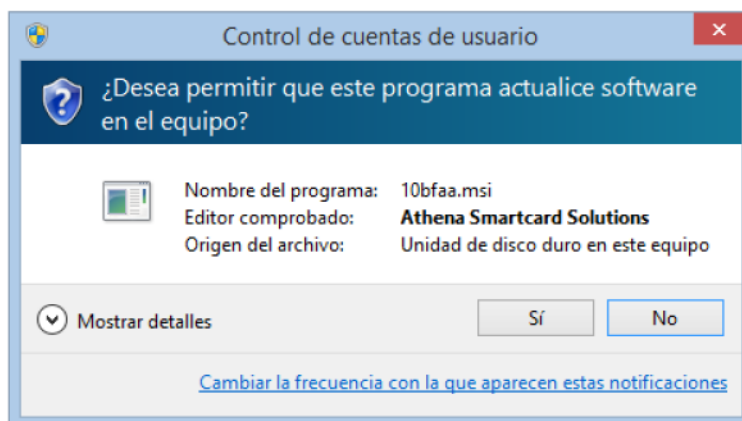 Control de cuentas de usuario
¿Desea permitir que este programa actualice software
en el equipo?
Nombre del programa: 10bfaa.msi
Editor comprobado: Athena Smartcard Solutions
Origen del archivo: Unidad de disco duro en este equipo
Mostrar detalles Sí No
Cambiar la frecuencia con la que aparecen estas notificaciones